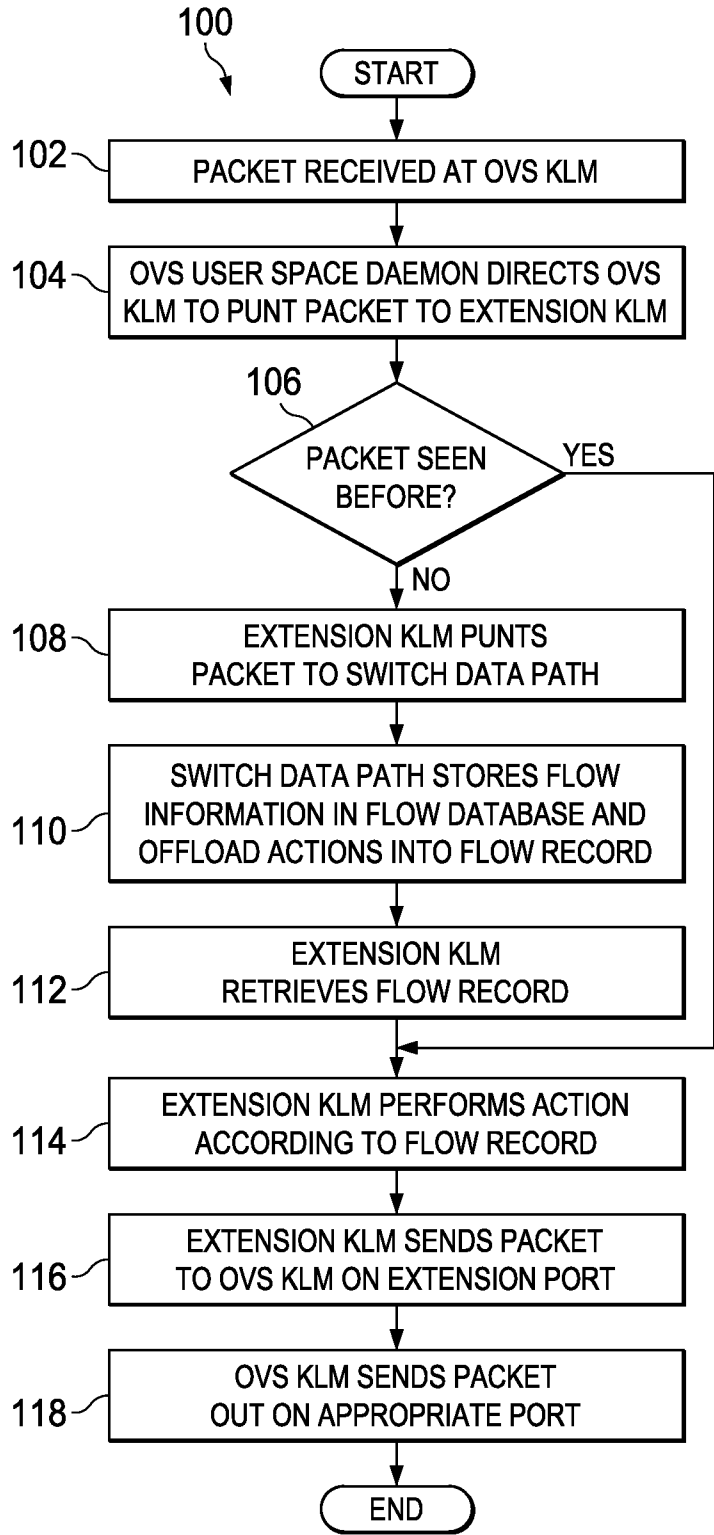 100
START
102
PACKET RECEIVED AT OVS KLM
104
OVS USER SPACE DAEMON DIRECTS OVS
KLM TO PUNT PACKET TO EXTENSION KLM
106
PACKET SEEN
BEFORE?
YES
NO
108
EXTENSION KLM PUNTS
PACKET TO SWITCH DATA PATH
110
SWITCH DATA PATH STORES FLOW
INFORMATION IN FLOW DATABASE AND
OFFLOAD ACTIONS INTO FLOW RECORD
112
EXTENSION KLM
RETRIEVES FLOW RECORD
114
EXTENSION KLM PERFORMS ACTION
ACCORDING TO FLOW RECORD
116
EXTENSION KLM SENDS PACKET
TO OVS KLM ON EXTENSION PORT
118
OVS KLM SENDS PACKET
OUT ON APPROPRIATE PORT
END